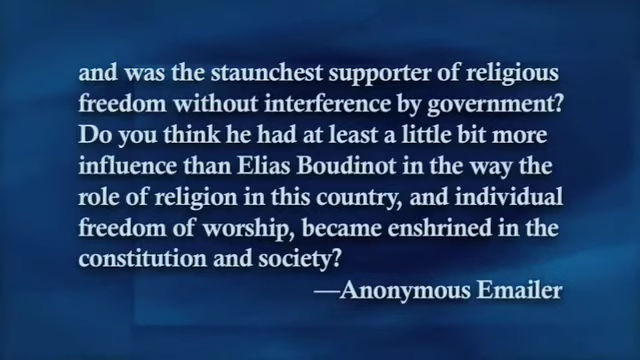 and was the staunchest supporter of religious
freedom without interference by government?
Do you think he had at least a little bit more
influence than Elias Boudinot in the way the
role of religion in this country, and individual
freedom of worship, became enshrined in the
constitution and society?
—Anonymous Emailer